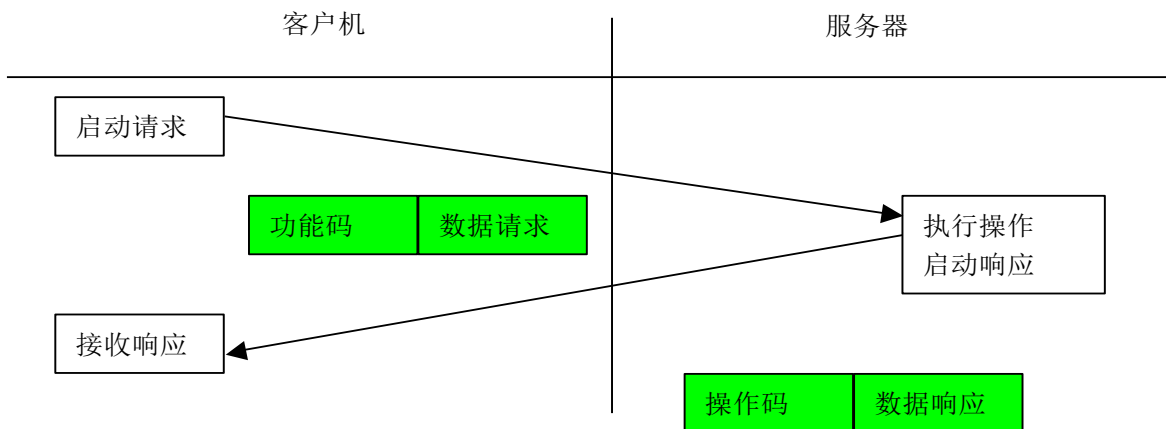 客户机
服务器
启动请求
功能码
数据请求
执行操作
启动响应
接收响应
操作码
数据响应